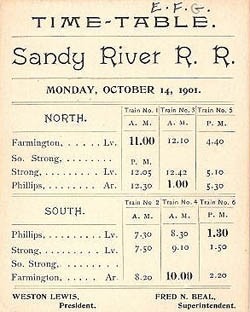 E.F.G.
TIME-TABLE.
Sandy River R. R.
MONDAY, OCTOBER 14, 1901.
NORTH. Train No. 1 Train No. 3 Train No. 5
A. M. A. M. P. M.
Farmington, . . . . . . Lv. 11.00 12.10 4.40
So. Strong, . . . . . . . . P. M.
Strong, . . . . . . . . . Lv. 12.05 12.42 5.10
Phillips, . . . . . . . . Ar. 12.30 1.00 5.30
SOUTH. Train No 2 Train No. 4 Train No. 6
A. M. A. M. P. M.
Phillips, . . . . . . . . Lv. 7.30 8.30 1.30
Strong, . . . . . . . . . Lv. 7.50 9.10 1.50
So. Strong, . . . . . . . .
Farmington, . . . . . . Ar. 8.20 10.00 2.20
WESTON LEWIS, FRED N. BEAL,
President. Superintendent.